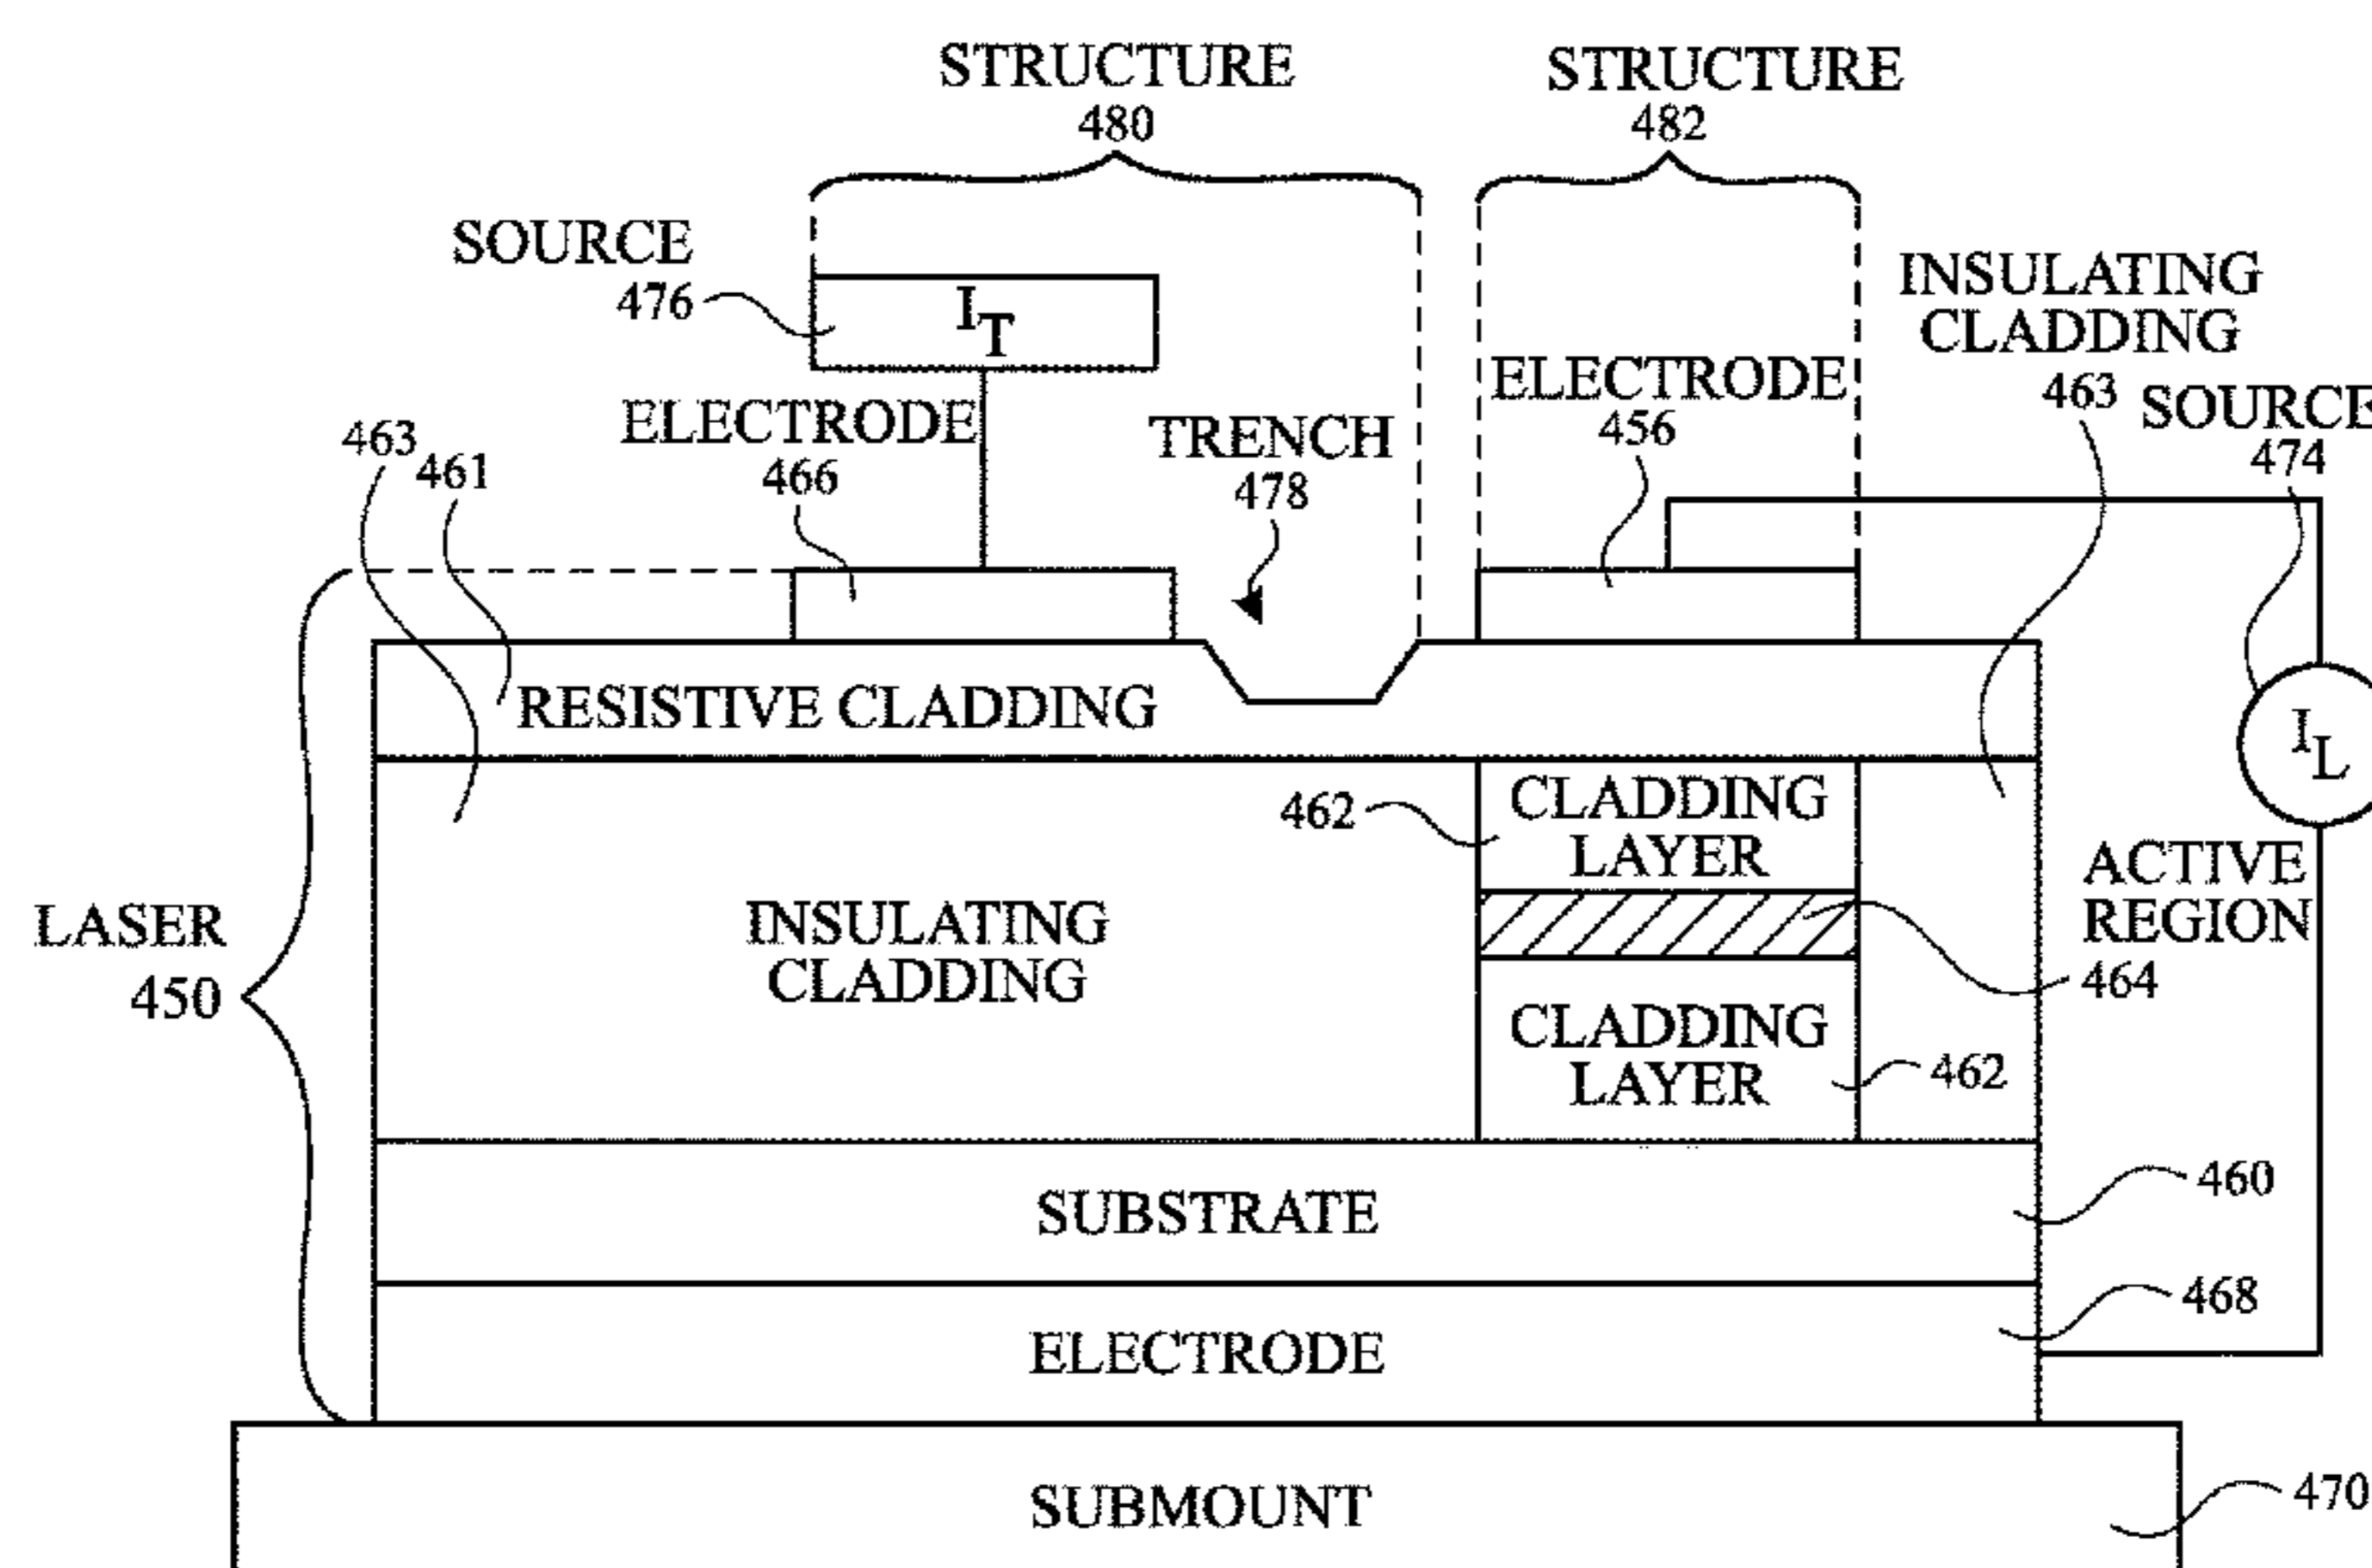 STRUCTURE
480
STRUCTURE
482
SOURCE
476
I_T
INSULATING
CLADDING
463
ELECTRODE
456
SOURCE
474
ELECTRODE
466
TRENCH
478
463
461
RESISTIVE CLADDING
I_L
462
CLADDING
LAYER
ACTIVE
REGION
464
LASER
450
INSULATING
CLADDING
CLADDING
LAYER
462
SUBSTRATE
460
468
ELECTRODE
SUBMOUNT
470